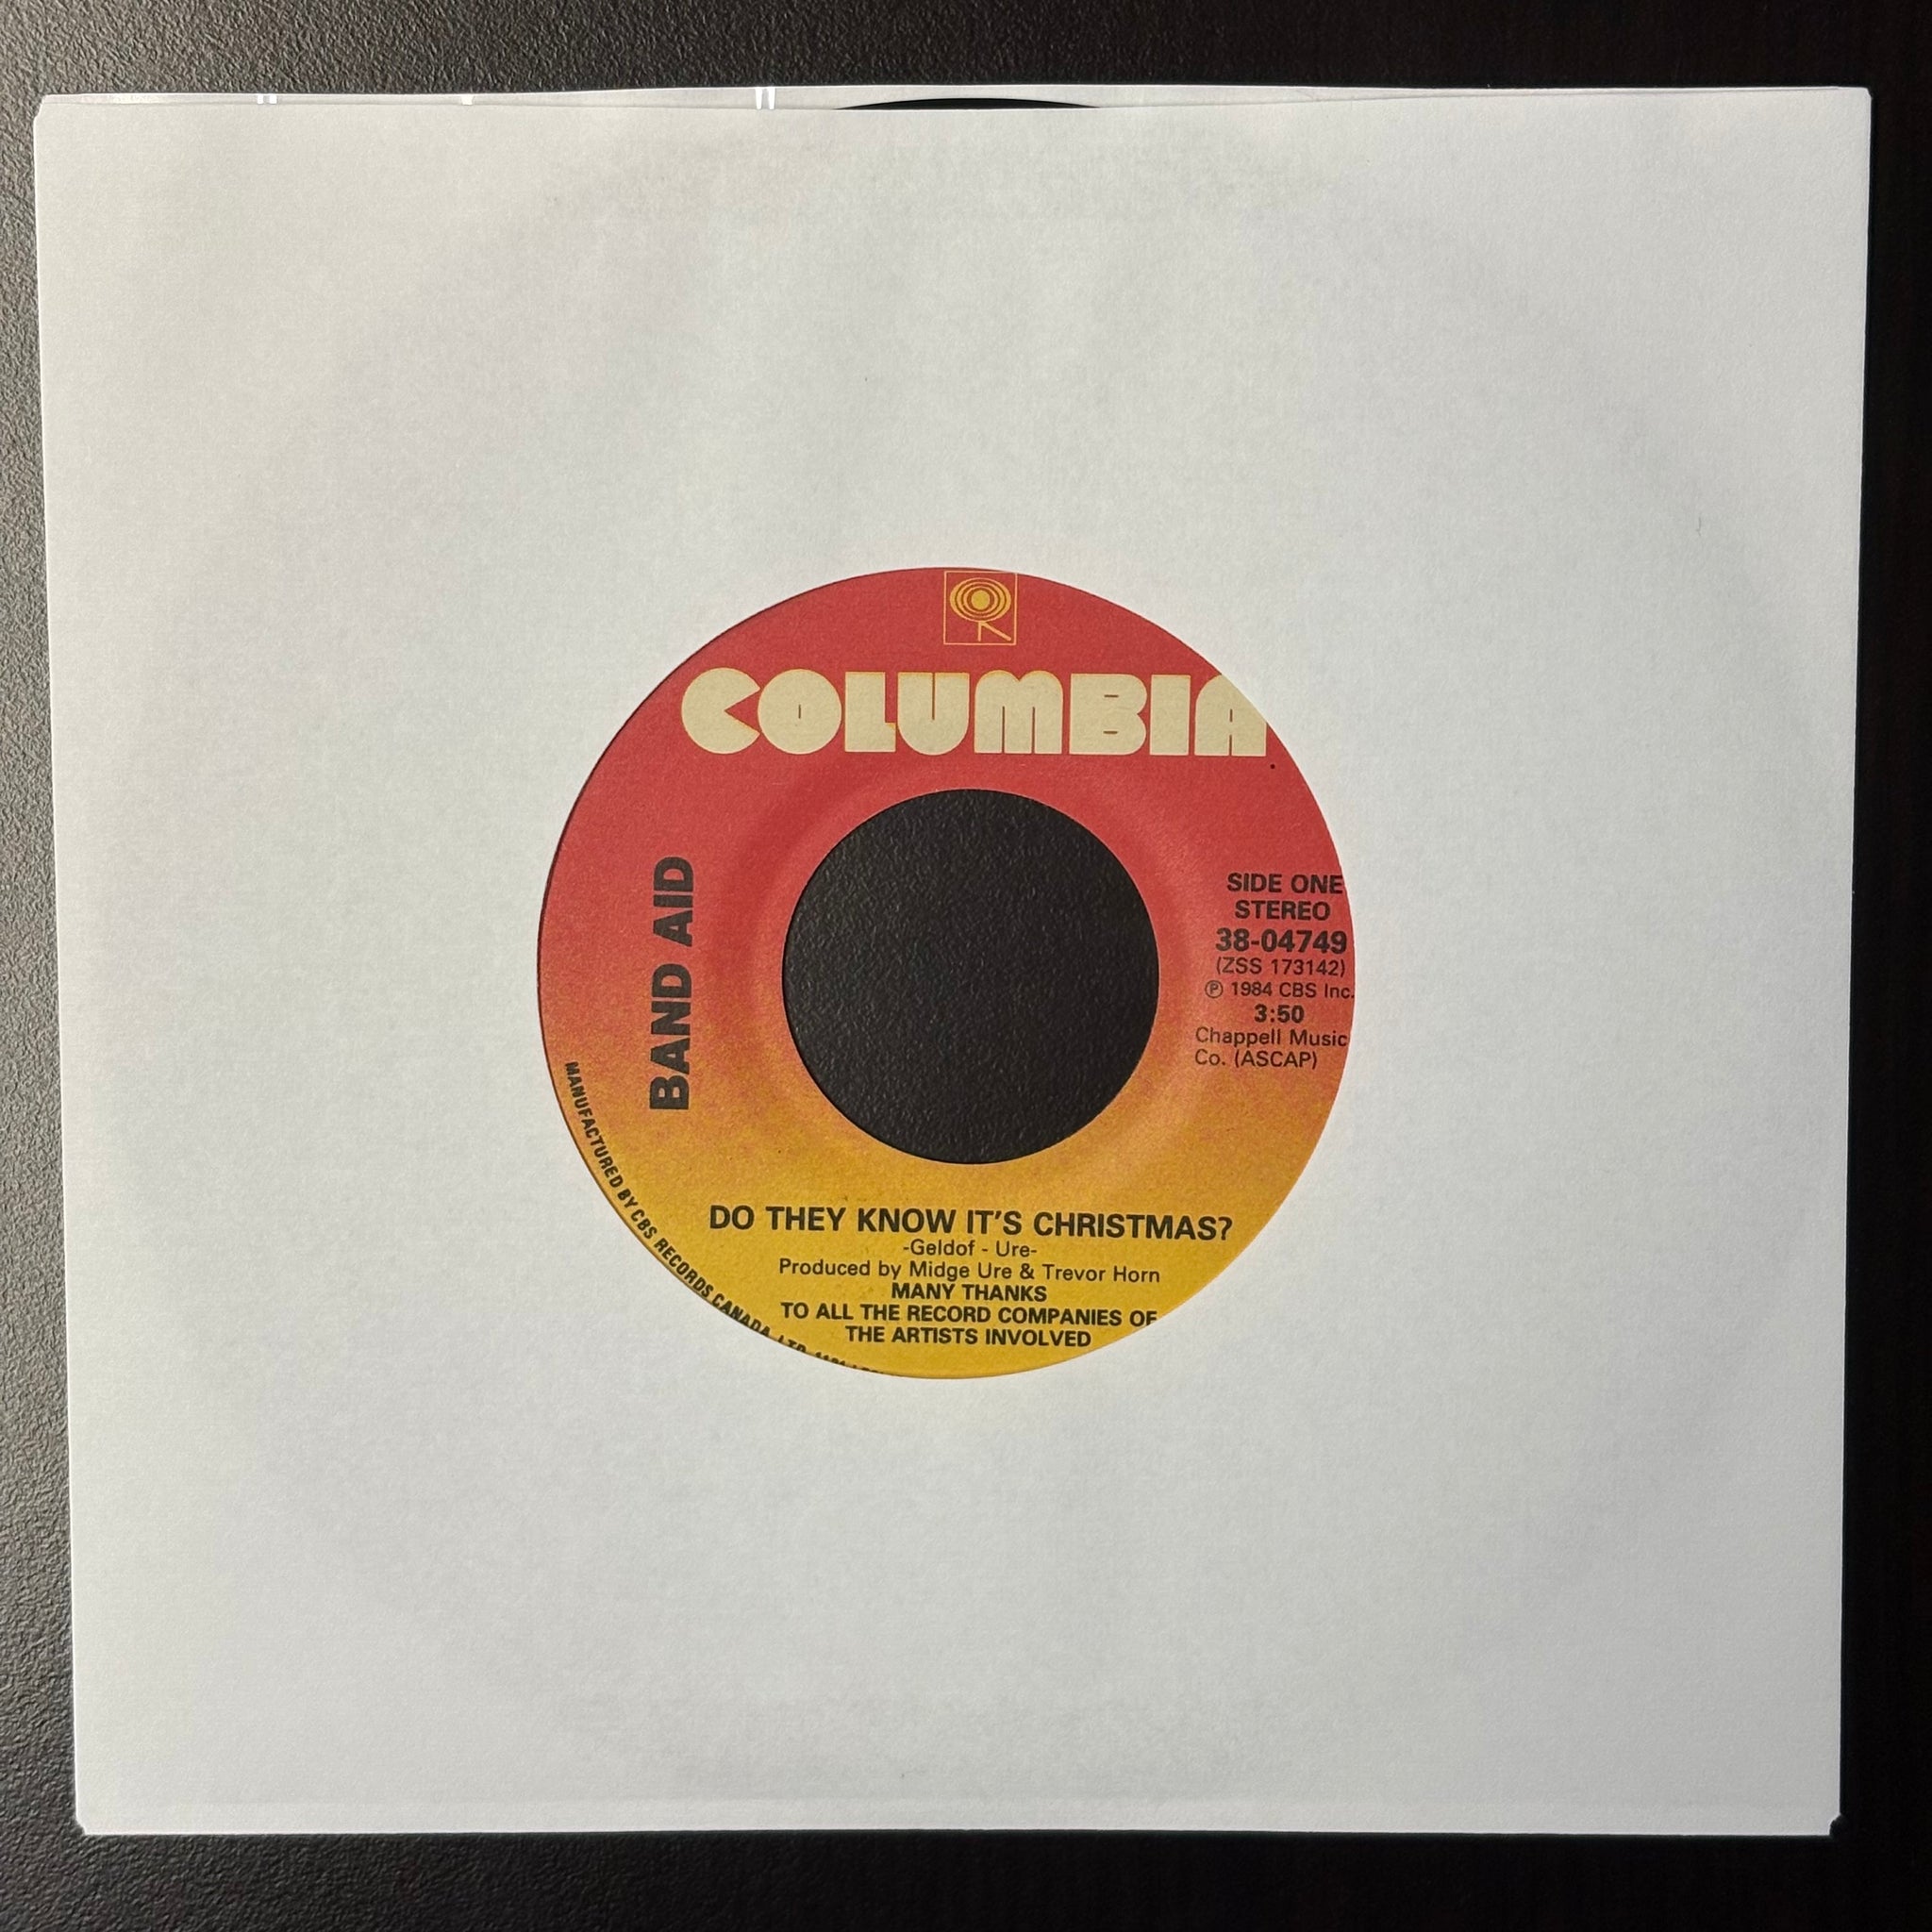 COLUMBIA
BAND AID
SIDE ONE
STEREO
38-04749
(ZSS 173142)
Ⓟ 1984 CBS Inc.
3:50
Chappell Music
Co. (ASCAP)
DO THEY KNOW IT'S CHRISTMAS?
-Geldof - Ure-
Produced by Midge Ure & Trevor Horn
MANY THANKS
TO ALL THE RECORD COMPANIES OF
THE ARTISTS INVOLVED
MANUFACTURED BY CBS RECORDS CANADA LTD.